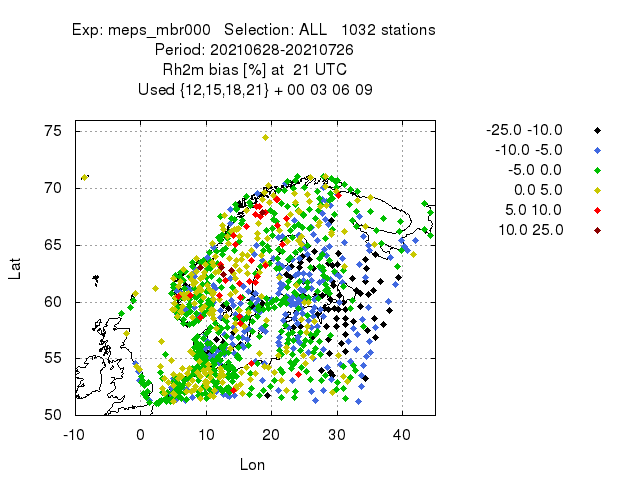 Exp: meps_mbr000   Selection: ALL   1032 stations
Period: 20210628-20210726
Rh2m bias [%] at  21 UTC
Used {12,15,18,21} + 00 03 06 09
-25.0 -10.0
-10.0 -5.0
-5.0 0.0
0.0 5.0
5.0 10.0
10.0 25.0
75
70
65
60
55
50
Lat
-10 0 10 20 30 40
Lon